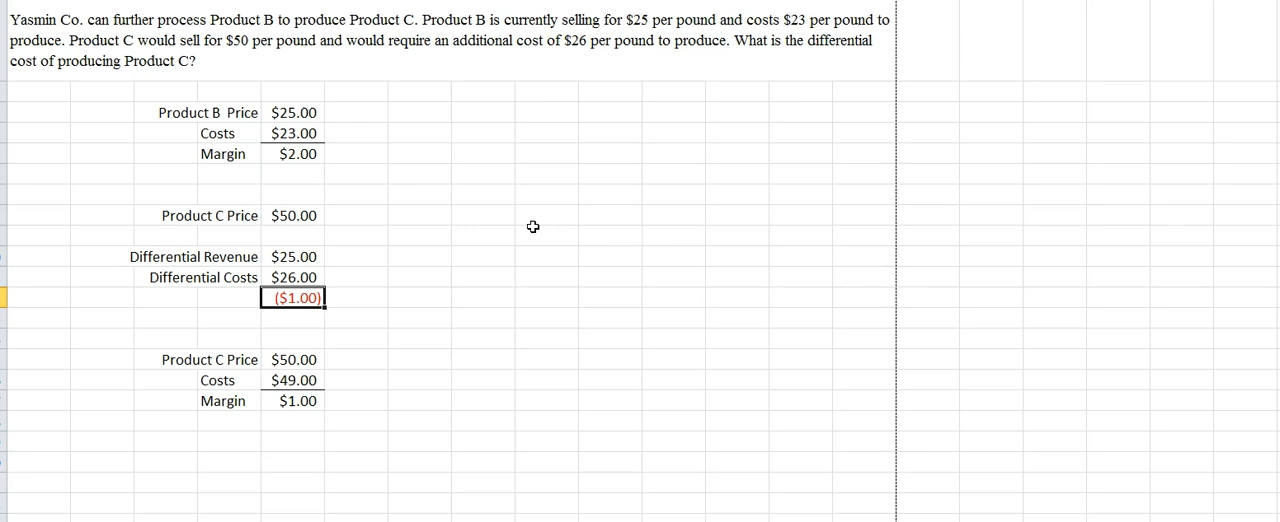 Yasmin Co. can further process Product B to produce Product C. Product B is currently selling for $25 per pound and costs $23 per pound to
produce. Product C would sell for $50 per pound and would require an additional cost of $26 per pound to produce. What is the differential
cost of producing Product C?
Product B Price $25.00
Costs $23.00
Margin $2.00
Product C Price $50.00
Differential Revenue $25.00
Differential Costs $26.00
($1.00)
Product C Price $50.00
Costs $49.00
Margin $1.00